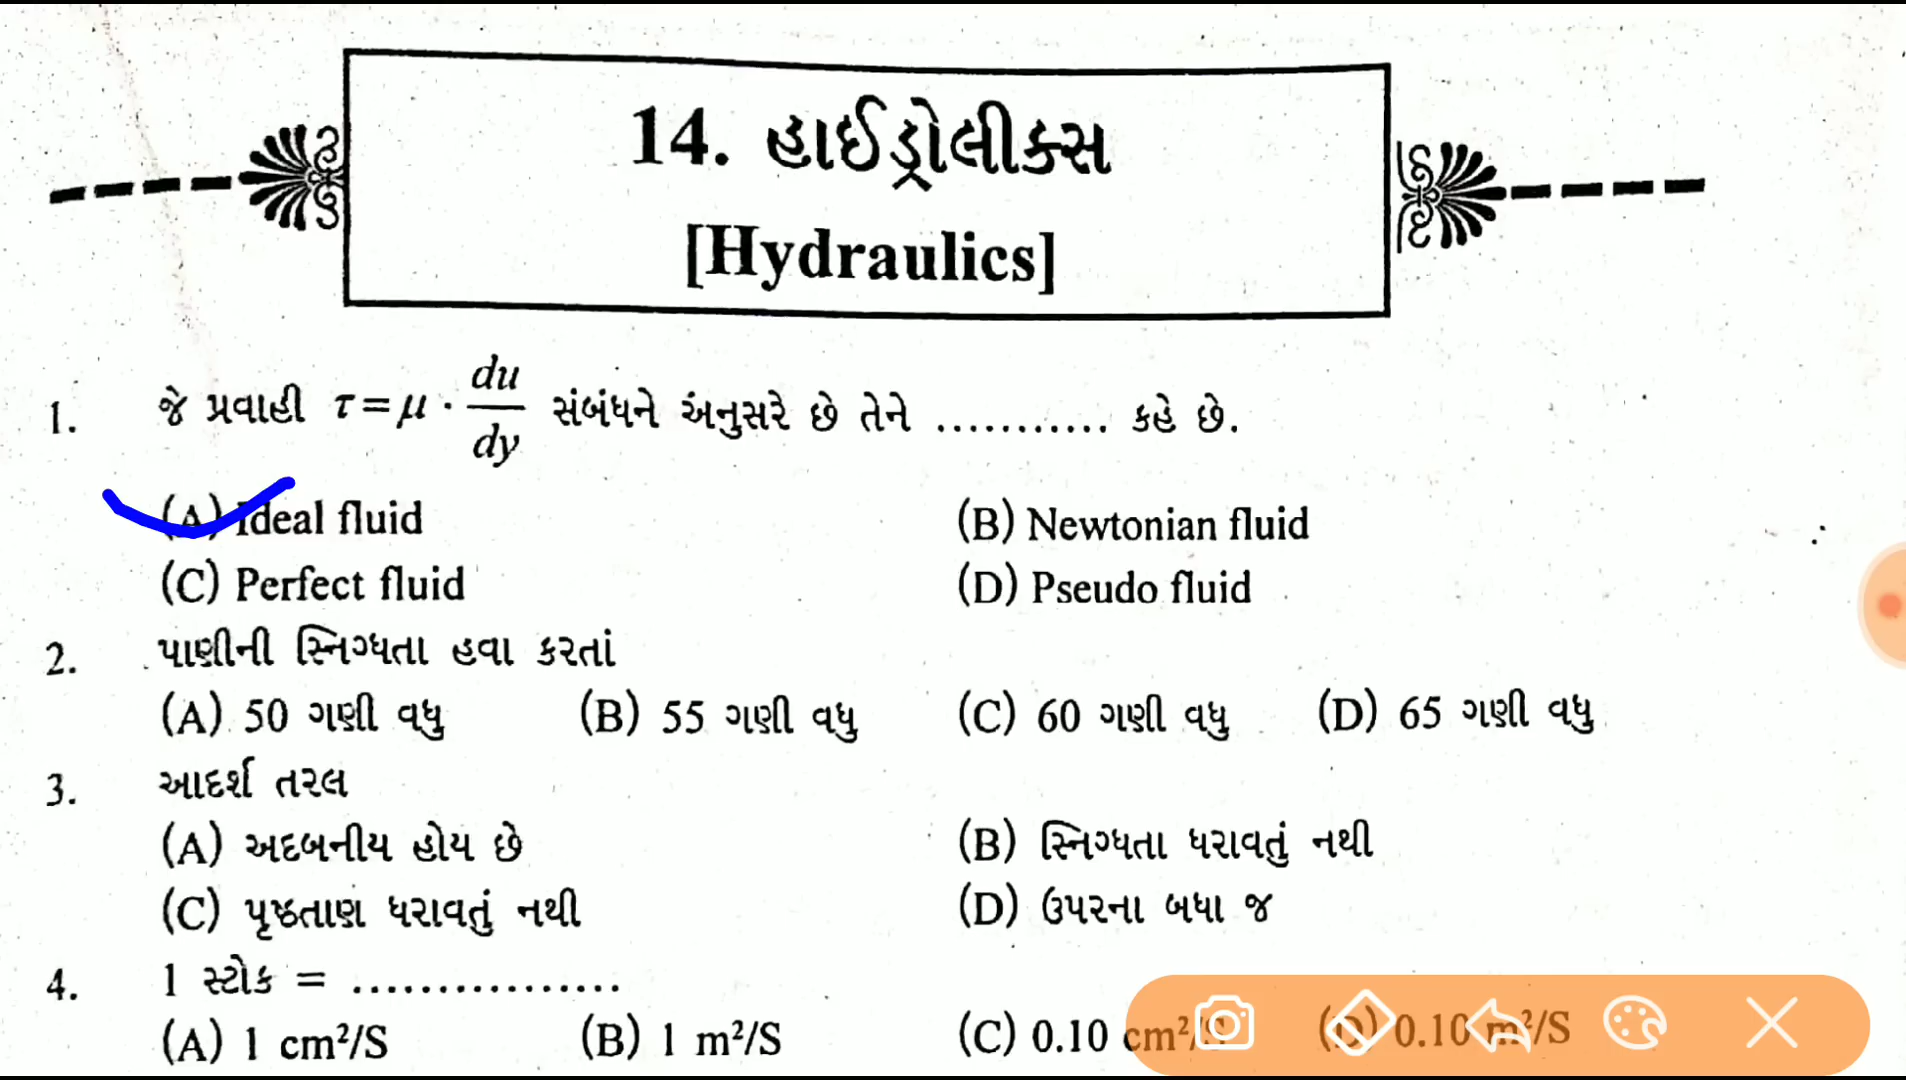 14. હાઈડ્રોલીક્સ
[Hydraulics]
1. જે પ્રવાહી τ = μ · du/dy સંબંધને અંનુસરે છે તેને ........... કહે છે.
(A) Ideal fluid (B) Newtonian fluid
(C) Perfect fluid (D) Pseudo fluid
2. પાણીની સ્નિગ્ધતા હવા કરતાં
(A) 50 ગણી વધુ (B) 55 ગણી વધુ (C) 60 ગણી વધુ (D) 65 ગણી વધુ
3. આદર્શ તરલ
(A) અદબનીય હોય છે (B) સ્નિગ્ધતા ધરાવતું નથી
(C) પૃષ્ઠતાણ ધરાવતું નથી (D) ઉપરના બધા જ
4. 1 સ્ટોક = ................
(A) 1 cm²/S (B) 1 m²/S (C) 0.10 cm²/S (D) 0.10 m²/S